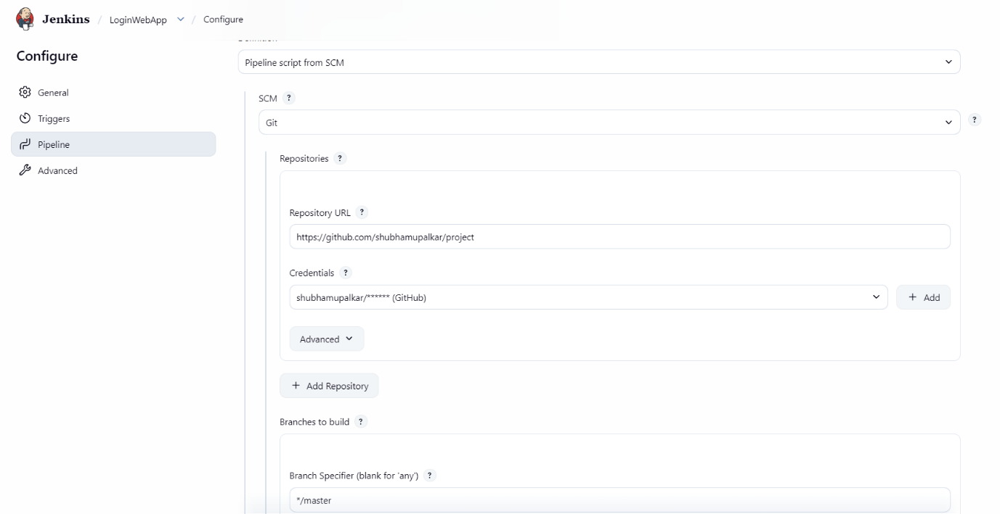 Jenkins / LoginWebApp / Configure
Configure
General
Triggers
Pipeline
Advanced
Definition
Pipeline script from SCM
SCM ?
Git
?
Repositories ?
Repository URL ?
https://github.com/shubhamupalkar/project
Credentials ?
shubhamupalkar/****** (GitHub)
+ Add
Advanced
+ Add Repository
Branches to build ?
Branch Specifier (blank for 'any') ?
*/master